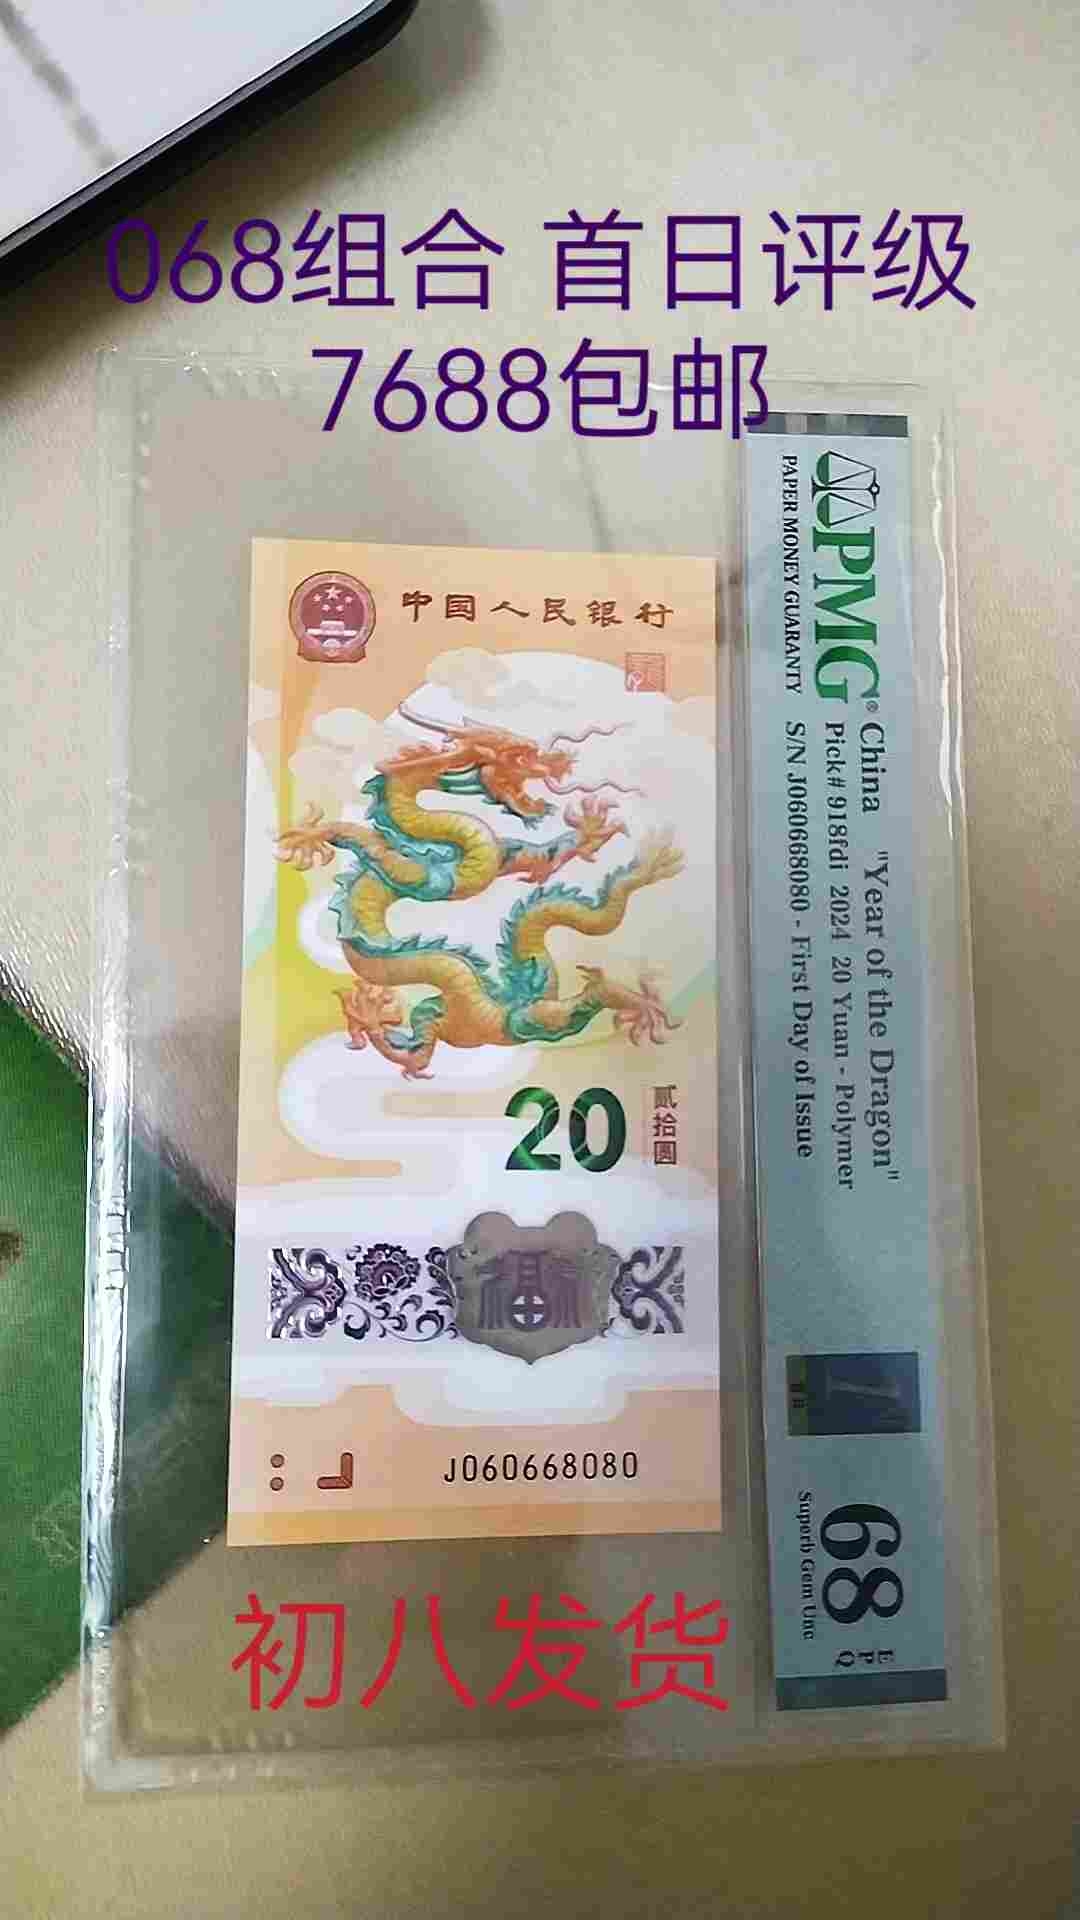 068组合 首日评级
7688包邮
中国人民银行
20
贰拾圆
福
J060668080
初八发货
PMG®
PAPER MONEY GUARANTY
China "Year of the Dragon"
Pick# 918fdi 2024 20 Yuan - Polymer
S/N J060668080 - First Day of Issue
68 EPQ
Superb Gem Unc